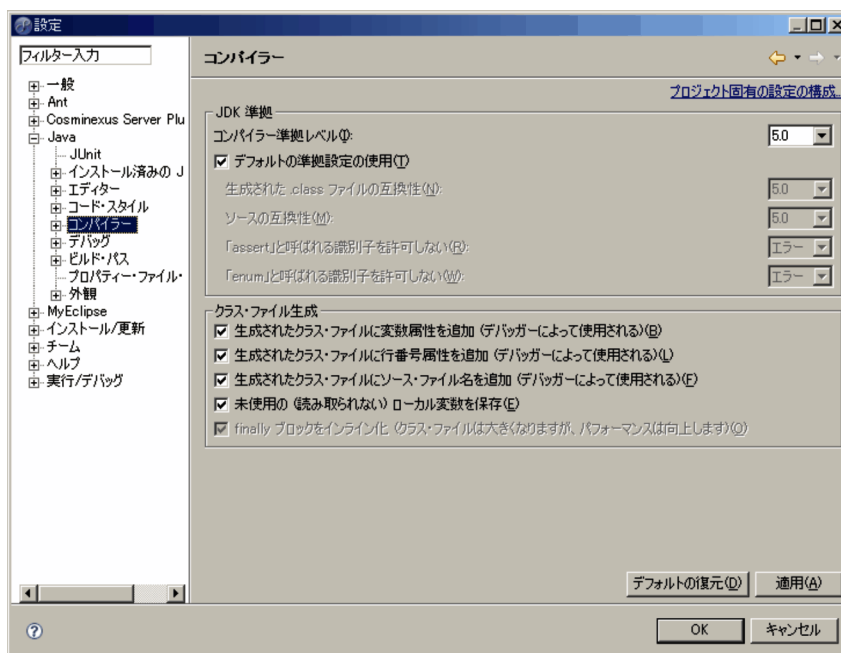 設定
フィルター入力
一般
Ant
Cosminexus Server Plu
Java
JUnit
インストール済みの J
エディター
コード・スタイル
コンパイラー
デバッグ
ビルド・パス
プロパティー・ファイル・
外観
MyEclipse
インストール/更新
チーム
ヘルプ
実行/デバッグ
コンパイラー
プロジェクト固有の設定の構成...
JDK 準拠
コンパイラー準拠レベル(I): 5.0
デフォルトの準拠設定の使用(T)
生成された .class ファイルの互換性(N): 5.0
ソースの互換性(M): 5.0
「assert」と呼ばれる識別子を許可しない(R): エラー
「enum」と呼ばれる識別子を許可しない(W): エラー
クラス・ファイル生成
生成されたクラス・ファイルに変数属性を追加 (デバッガーによって使用される)(B)
生成されたクラス・ファイルに行番号属性を追加 (デバッガーによって使用される)(L)
生成されたクラス・ファイルにソース・ファイル名を追加 (デバッガーによって使用される)(F)
未使用の (読み取られない) ローカル変数を保存(E)
finally ブロックをインライン化 (クラス・ファイルは大きくなりますが、パフォーマンスは向上します)(O)
デフォルトの復元(D) 適用(A)
OK キャンセル